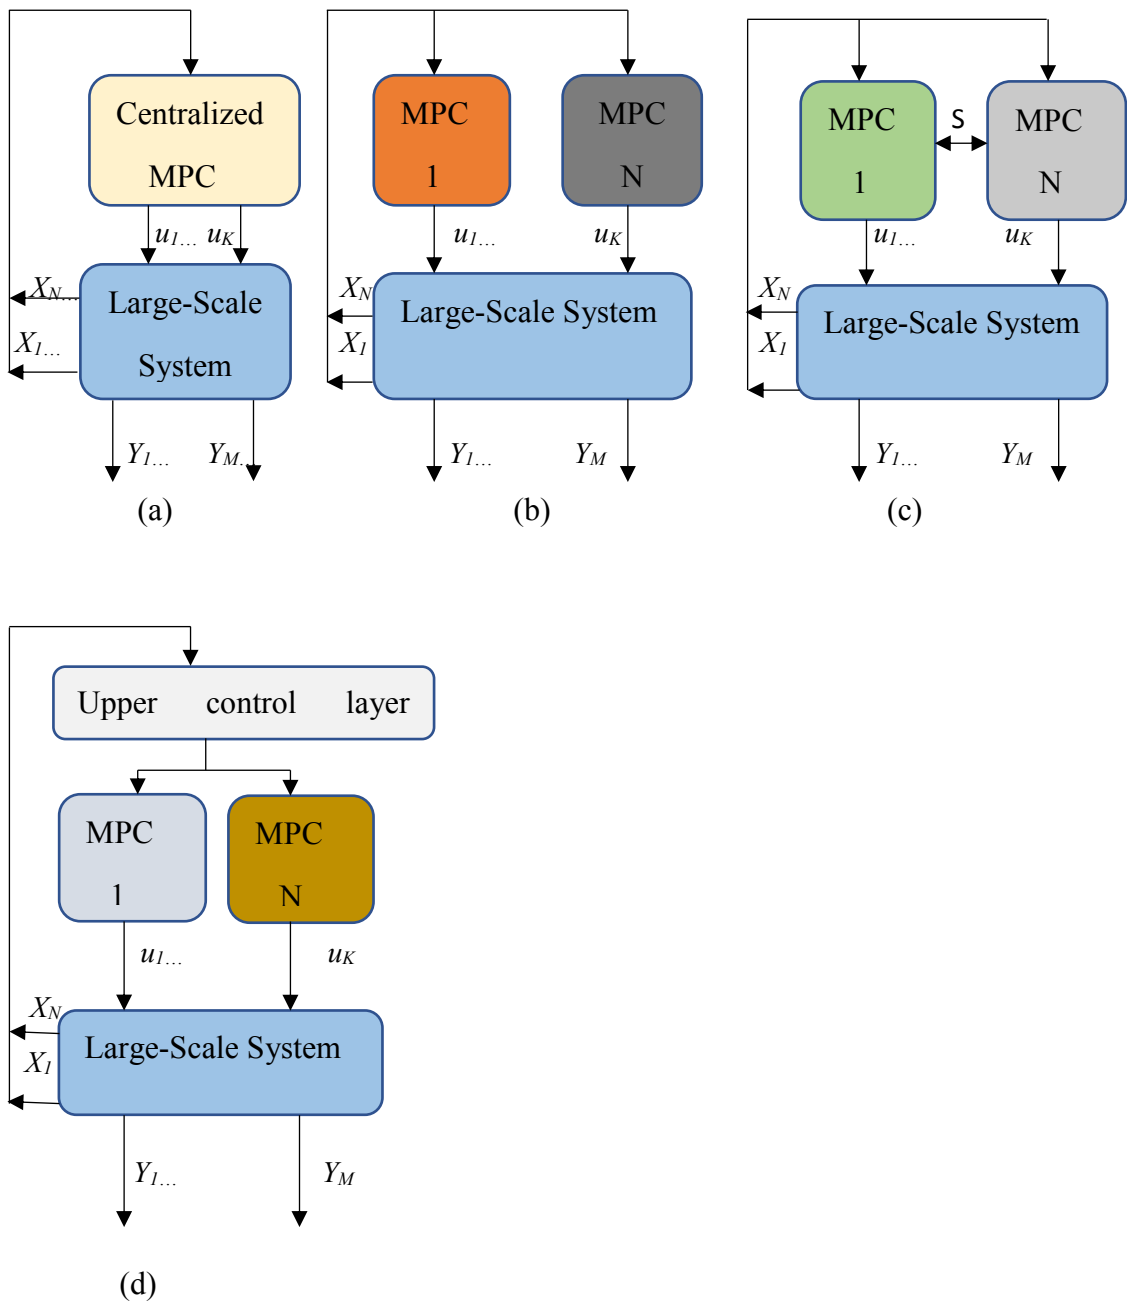 Centralized
MPC
u1... uK
XN...
Large-Scale
X1...
System
Y1... YM...
(a)
MPC
1
MPC
N
u1... uK
XN
Large-Scale System
X1
Y1... YM
(b)
MPC
1
S
MPC
N
u1... uK
XN
Large-Scale System
X1
Y1... YM
(c)
Upper control layer
MPC
1
MPC
N
u1... uK
XN
Large-Scale System
X1
Y1... YM
(d)